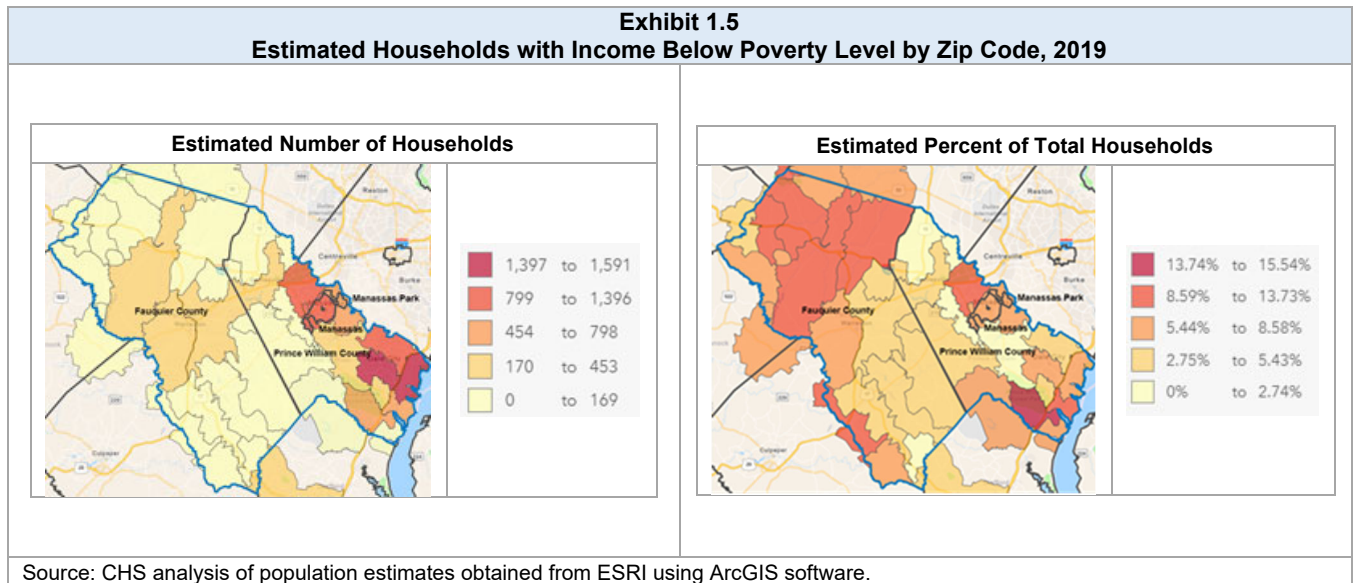 Exhibit 1.5
Estimated Households with Income Below Poverty Level by Zip Code, 2019
Estimated Number of Households
Reston
Centreville
Burke
Manassas Park
Fauquier County
Manassas
Prince William County
Culpeper
1,397 to 1,591
799 to 1,396
454 to 798
170 to 453
0 to 169
Estimated Percent of Total Households
Reston
Centreville
Burke
Manassas Park
Fauquier County
Manassas
Prince William County
Culpeper
13.74% to 15.54%
8.59% to 13.73%
5.44% to 8.58%
2.75% to 5.43%
0% to 2.74%
Source: CHS analysis of population estimates obtained from ESRI using ArcGIS software.